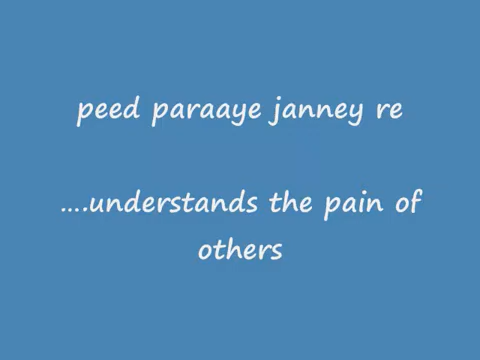 peed paraaye janney re
....understands the pain of
others